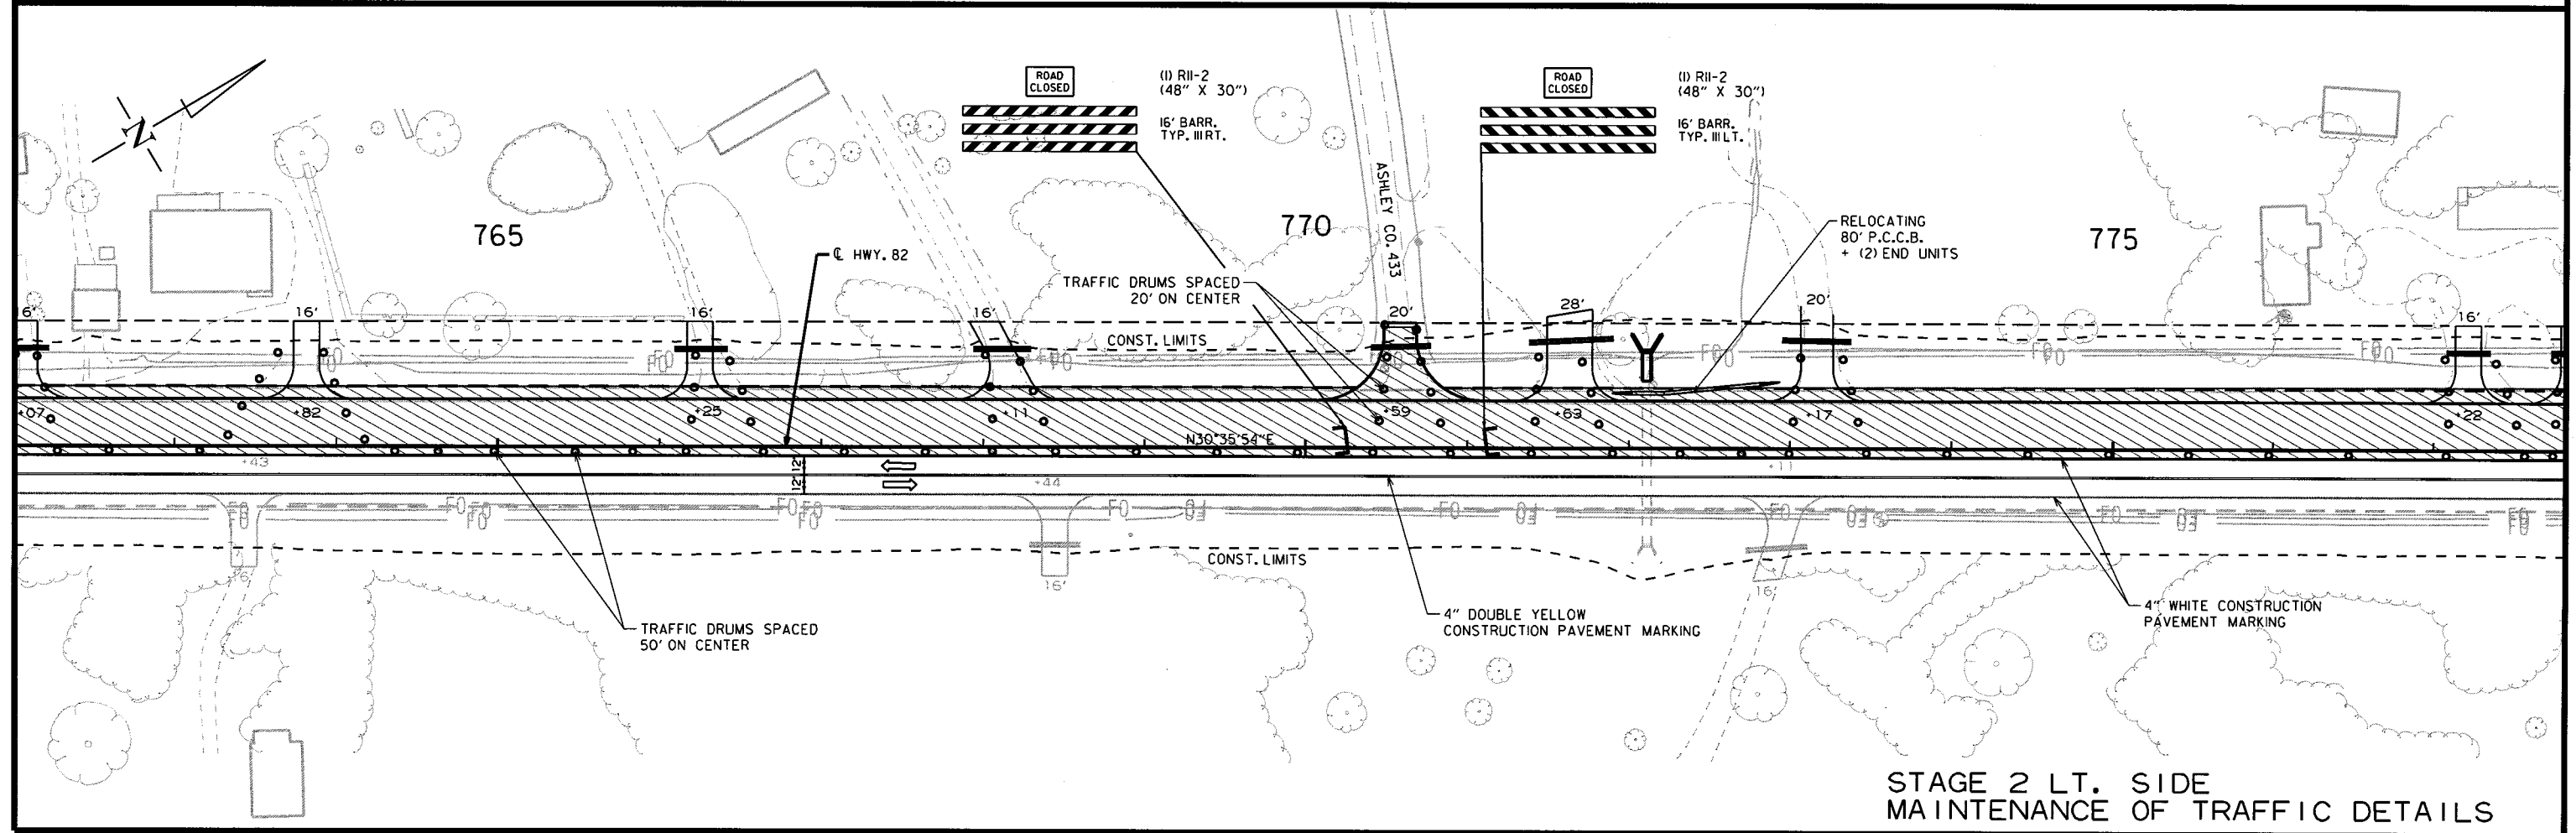 N
ROAD
CLOSED
(1) R11-2
(48" X 30")
16' BARR.
TYP. III RT.
ROAD
CLOSED
(1) R11-2
(48" X 30")
16' BARR.
TYP. III LT.
765
770
775
ASHLEY CO. 433
℄ HWY. 82
TRAFFIC DRUMS SPACED
20' ON CENTER
RELOCATING
80' P.C.C.B.
+ (2) END UNITS
6'
16'
16'
16'
20'
28'
20'
16'
CONST. LIMITS
FO
+07
+82
+25
+11
+59
+63
+17
+22
N30°35'54"E
+43
+44
+11
12'
12'
FO
16'
16'
16'
CONST. LIMITS
TRAFFIC DRUMS SPACED
50' ON CENTER
4" DOUBLE YELLOW
CONSTRUCTION PAVEMENT MARKING
4" WHITE CONSTRUCTION
PAVEMENT MARKING
STAGE 2 LT. SIDE
MAINTENANCE OF TRAFFIC DETAILS